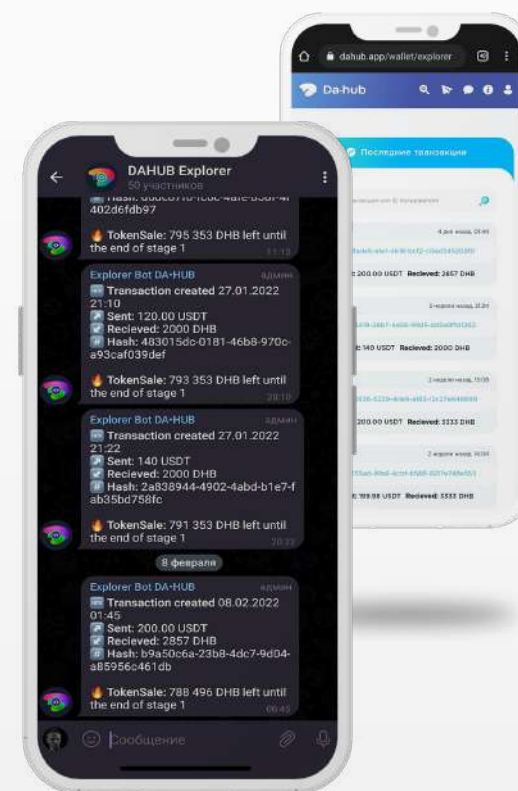 DAHUB Explorer
50 участников
402d6fdb97
🔥 TokenSale: 795 353 DHB left until
the end of stage 1
11:13
Explorer Bot DA•HUB админ
🆕 Transaction created 27.01.2022
21:10
↗️ Sent: 120.00 USDT
↙️ Recieved: 2000 DHB
#️⃣ Hash: 483015dc-0181-46b8-970c-
a93caf039def
🔥 TokenSale: 793 353 DHB left until
the end of stage 1
20:10
Explorer Bot DA•HUB админ
🆕 Transaction created 27.01.2022
21:22
↗️ Sent: 140 USDT
↙️ Recieved: 2000 DHB
#️⃣ Hash: 2a838944-4902-4abd-b1e7-f
ab35bd758fc
🔥 TokenSale: 791 353 DHB left until
the end of stage 1
20:22
8 февраля
Explorer Bot DA•HUB админ
🆕 Transaction created 08.02.2022
01:45
↗️ Sent: 200.00 USDT
↙️ Recieved: 2857 DHB
#️⃣ Hash: b9a50c6a-23b8-4dc7-9d04-
a85956c461db
🔥 TokenSale: 788 496 DHB left until
the end of stage 1
00:45
Сообщение
dahub.app/wallet/explorer
Da-hub
Последние транзакции
200.00 USDT Recieved: 2857 DHB
140 USDT Recieved: 2000 DHB
200.00 USDT Recieved: 3333 DHB
199.98 USDT Recieved: 3333 DHB